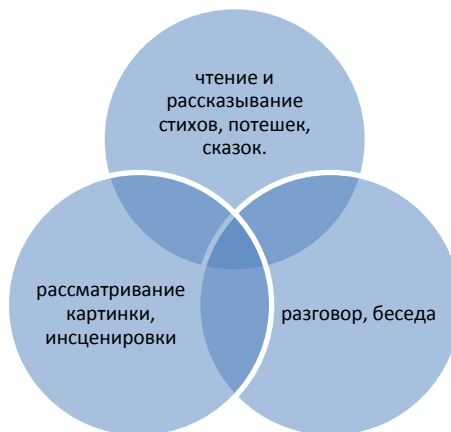 чтение и
рассказывание
стихов, потешек,
сказок.
рассматривание
картинки,
инсценировки
разговор, беседа